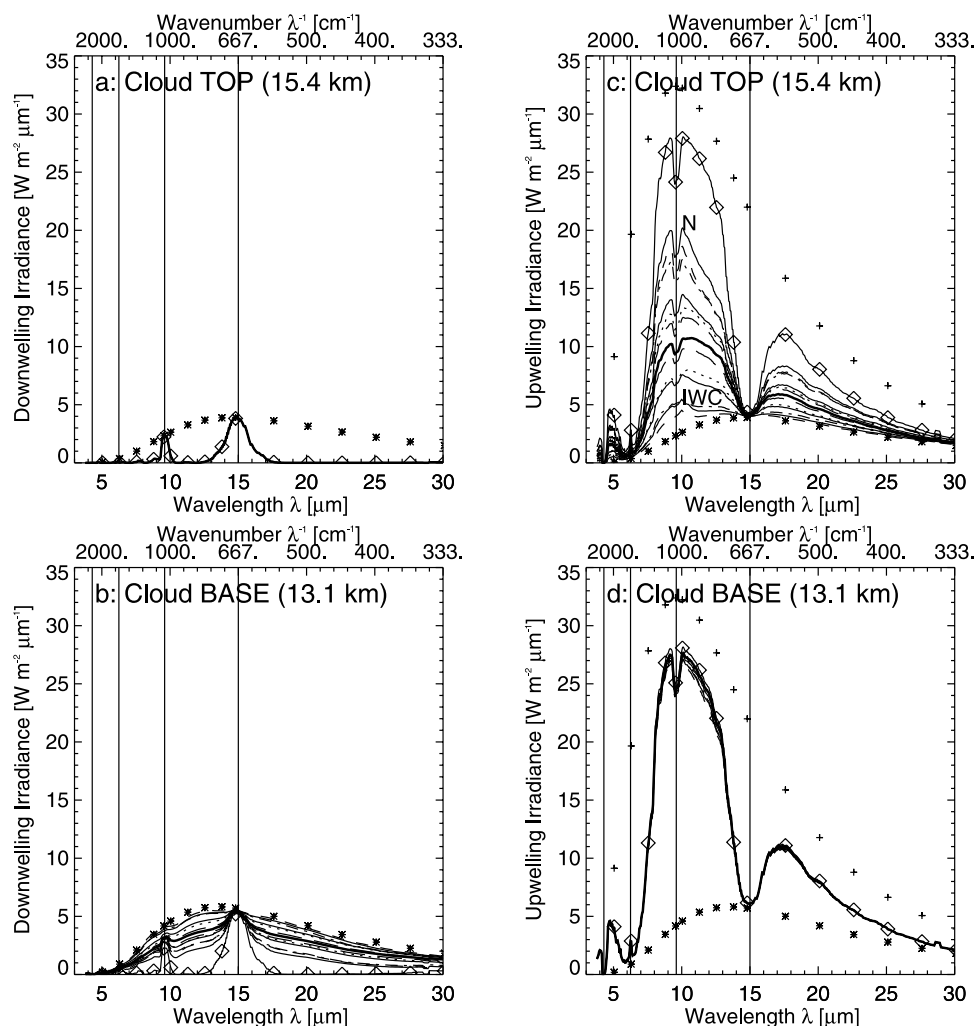 Wavenumber λ⁻¹ [cm⁻¹]
2000. 1000. 667. 500. 400. 333.
a: Cloud TOP (15.4 km)
Downwelling Irradiance [W m⁻² μm⁻¹]
35
30
25
20
15
10
5
0
5 10 15 20 25 30
Wavelength λ [μm]
Wavenumber λ⁻¹ [cm⁻¹]
2000. 1000. 667. 500. 400. 333.
c: Cloud TOP (15.4 km)
Upwelling Irradiance [W m⁻² μm⁻¹]
35
30
25
20
15
10
5
0
N
IWC
5 10 15 20 25 30
Wavelength λ [μm]
Wavenumber λ⁻¹ [cm⁻¹]
2000. 1000. 667. 500. 400. 333.
b: Cloud BASE (13.1 km)
Downwelling Irradiance [W m⁻² μm⁻¹]
35
30
25
20
15
10
5
0
5 10 15 20 25 30
Wavelength λ [μm]
Wavenumber λ⁻¹ [cm⁻¹]
2000. 1000. 667. 500. 400. 333.
d: Cloud BASE (13.1 km)
Upwelling Irradiance [W m⁻² μm⁻¹]
35
30
25
20
15
10
5
0
5 10 15 20 25 30
Wavelength λ [μm]